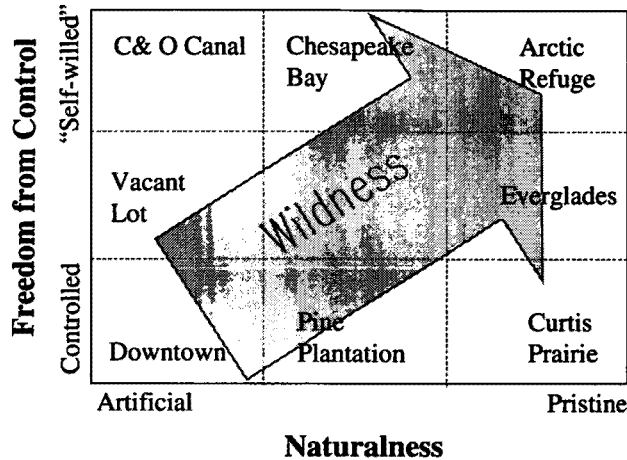 Freedom from Control
"Self-willed"
Controlled
C& O Canal
Chesapeake
Bay
Arctic
Refuge
Vacant
Lot
Wildness
Everglades
Downtown
Pine
Plantation
Curtis
Prairie
Artificial
Pristine
Naturalness